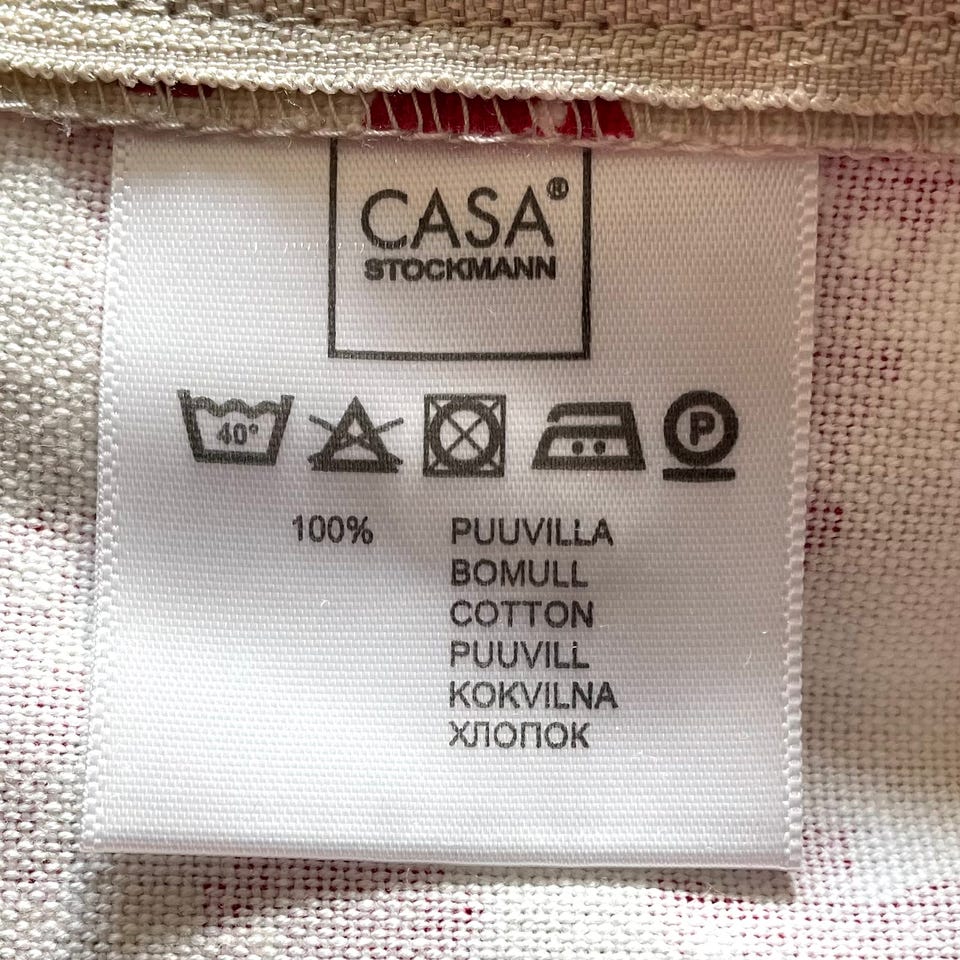 CASA®
STOCKMANN
40° P
100% PUUVILLA
BOMULL
COTTON
PUUVILL
KOKVILNA
ХЛОПОК